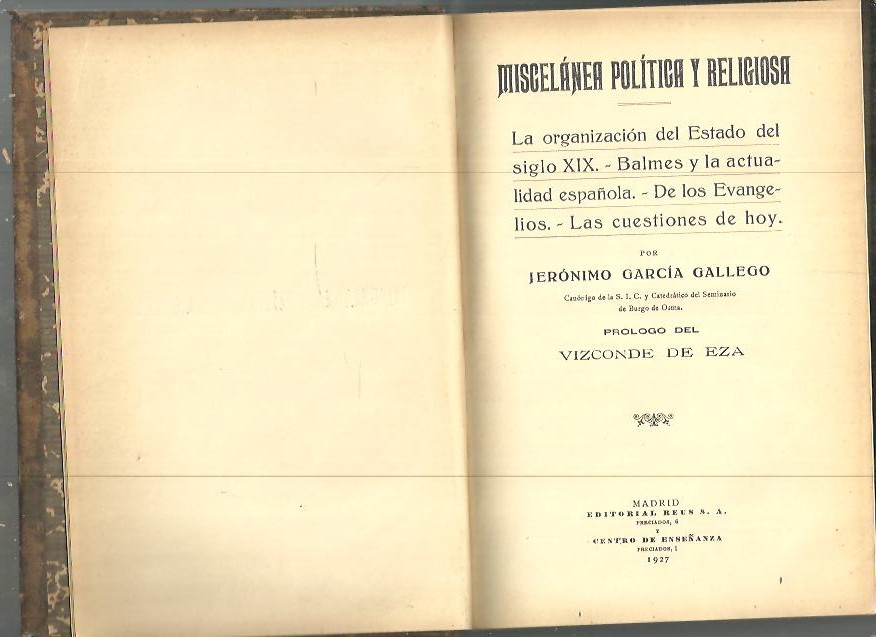 MISCELÁNEA POLÍTICA Y RELIGIOSA
La organización del Estado del
siglo XIX. - Balmes y la actua-
lidad española. - De los Evange-
lios. - Las cuestiones de hoy.
POR
JERÓNIMO GARCÍA GALLEGO
Canónigo de la S. I. C. y Catedrático del Seminario
de Burgo de Osma.
PROLOGO DEL
VIZCONDE DE EZA
MADRID
EDITORIAL REUS S. A.
PRECIADOS, 6
Y
CENTRO DE ENSEÑANZA
PRECIADOS, 1
1927